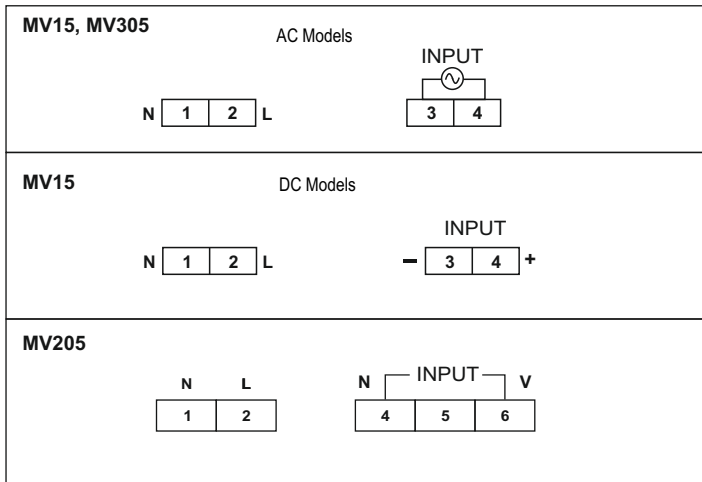 MV15, MV305
AC Models
INPUT
N 1 2 L
3 4
MV15
DC Models
INPUT
N 1 2 L
– 3 4 +
MV205
N L
1 2
N INPUT V
4 5 6